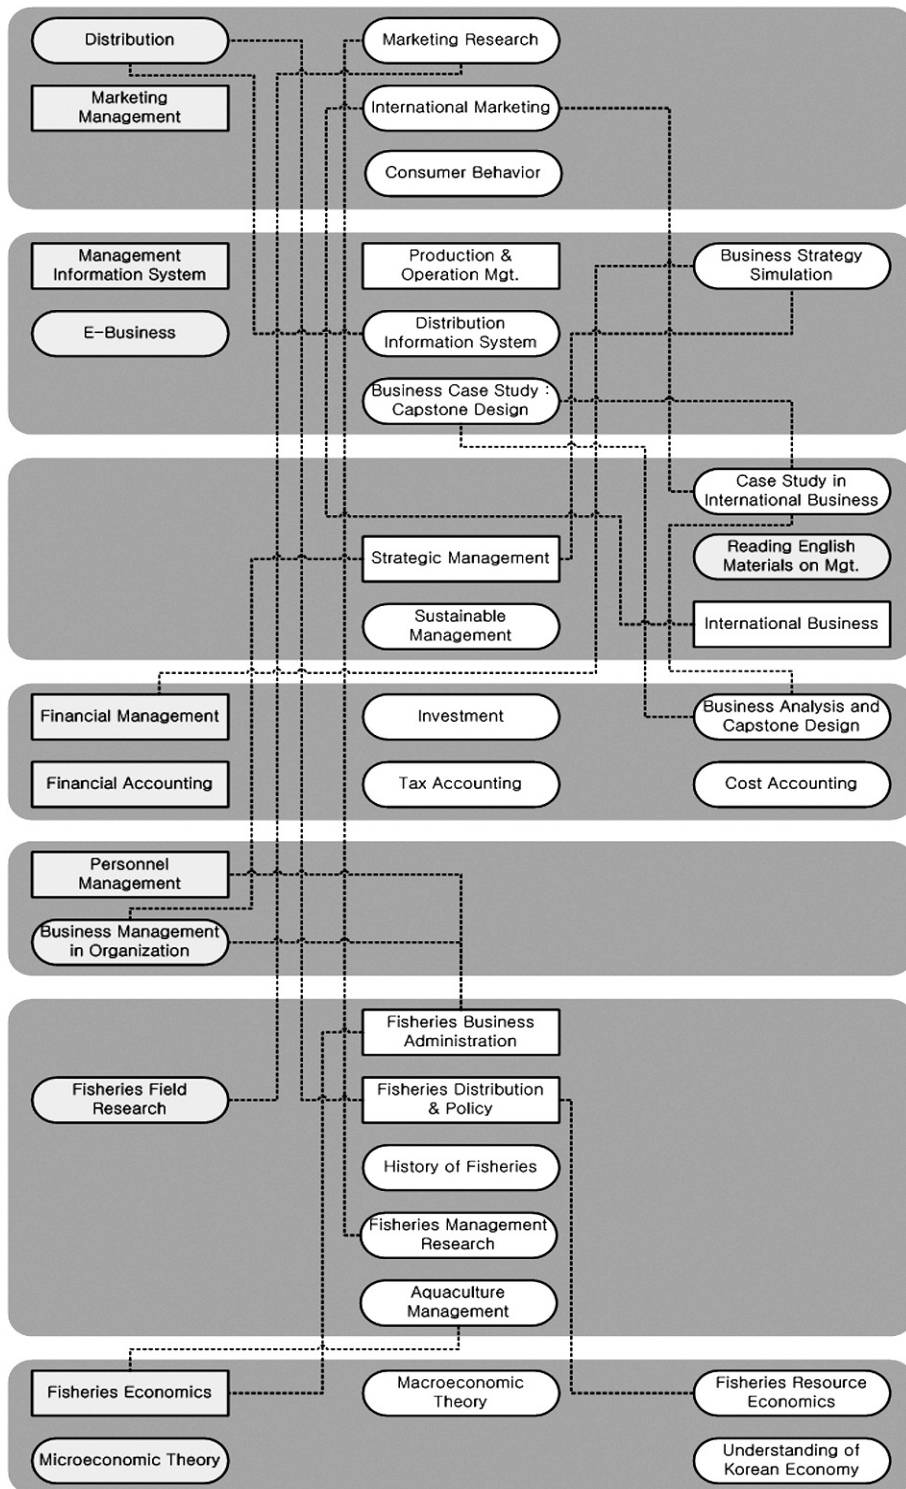 Distribution
Marketing Research
Marketing
Management
International Marketing
Consumer Behavior
Management
Information System
Production &
Operation Mgt.
Business Strategy
Simulation
E-Business
Distribution
Information System
Business Case Study :
Capstone Design
Case Study in
International Business
Strategic Management
Reading English
Materials on Mgt.
Sustainable
Management
International Business
Financial Management
Investment
Business Analysis and
Capstone Design
Financial Accounting
Tax Accounting
Cost Accounting
Personnel
Management
Business Management
in Organization
Fisheries Business
Administration
Fisheries Field
Research
Fisheries Distribution
& Policy
History of Fisheries
Fisheries Management
Research
Aquaculture
Management
Fisheries Economics
Macroeconomic
Theory
Fisheries Resource
Economics
Microeconomic Theory
Understanding of
Korean Economy